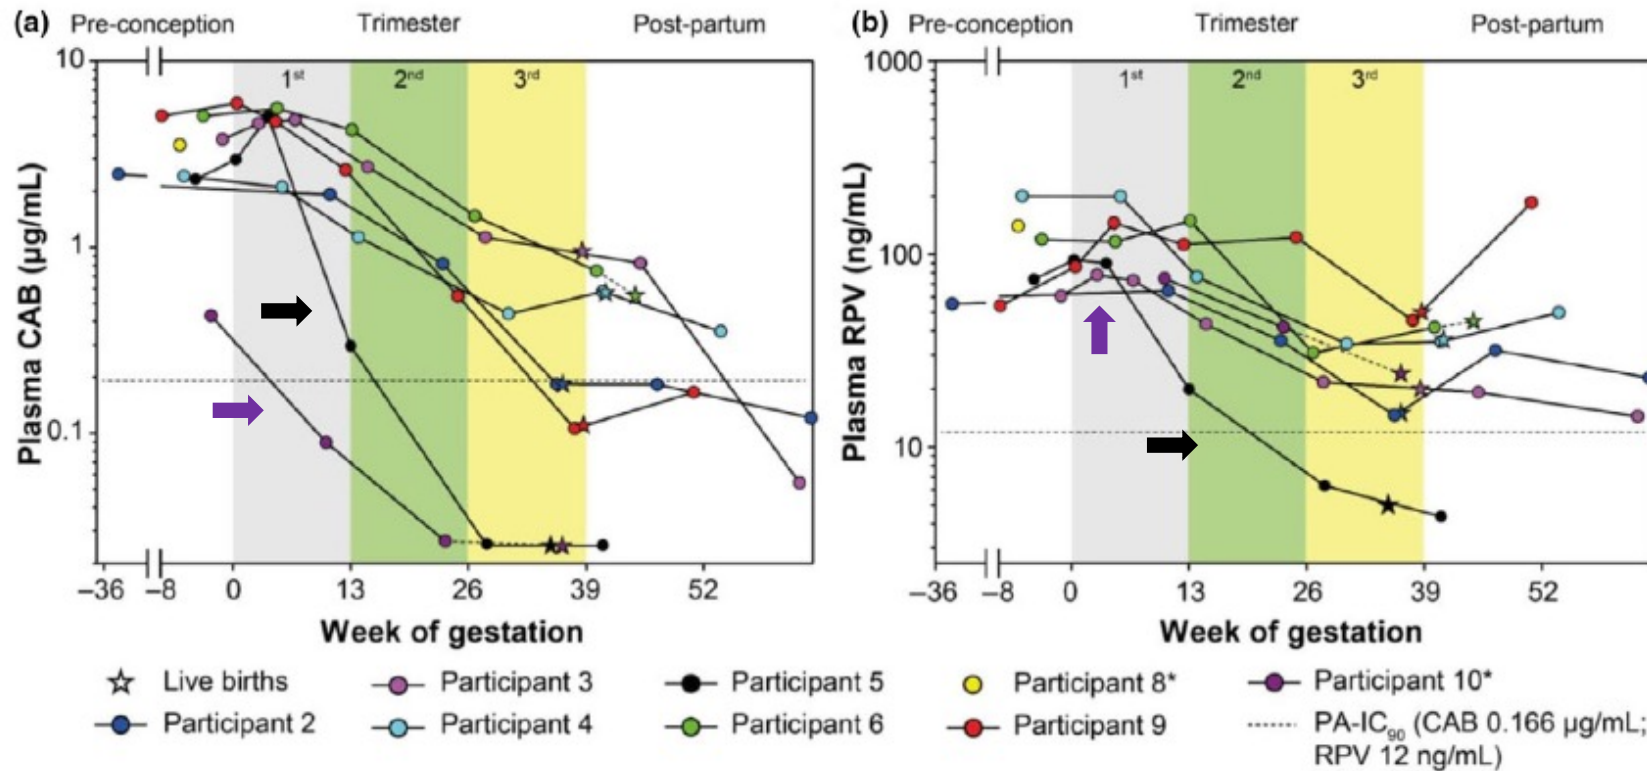 (a) Pre-conception Trimester Post-partum
1st 2nd 3rd
10
1
0.1
Plasma CAB (µg/mL)
–36 –8 0 13 26 39 52
Week of gestation
(b) Pre-conception Trimester Post-partum
1st 2nd 3rd
1000
100
10
Plasma RPV (ng/mL)
–36 –8 0 13 26 39 52
Week of gestation
Live births
Participant 2
Participant 3
Participant 4
Participant 5
Participant 6
Participant 8*
Participant 9
Participant 10*
PA-IC90 (CAB 0.166 µg/mL;
RPV 12 ng/mL)